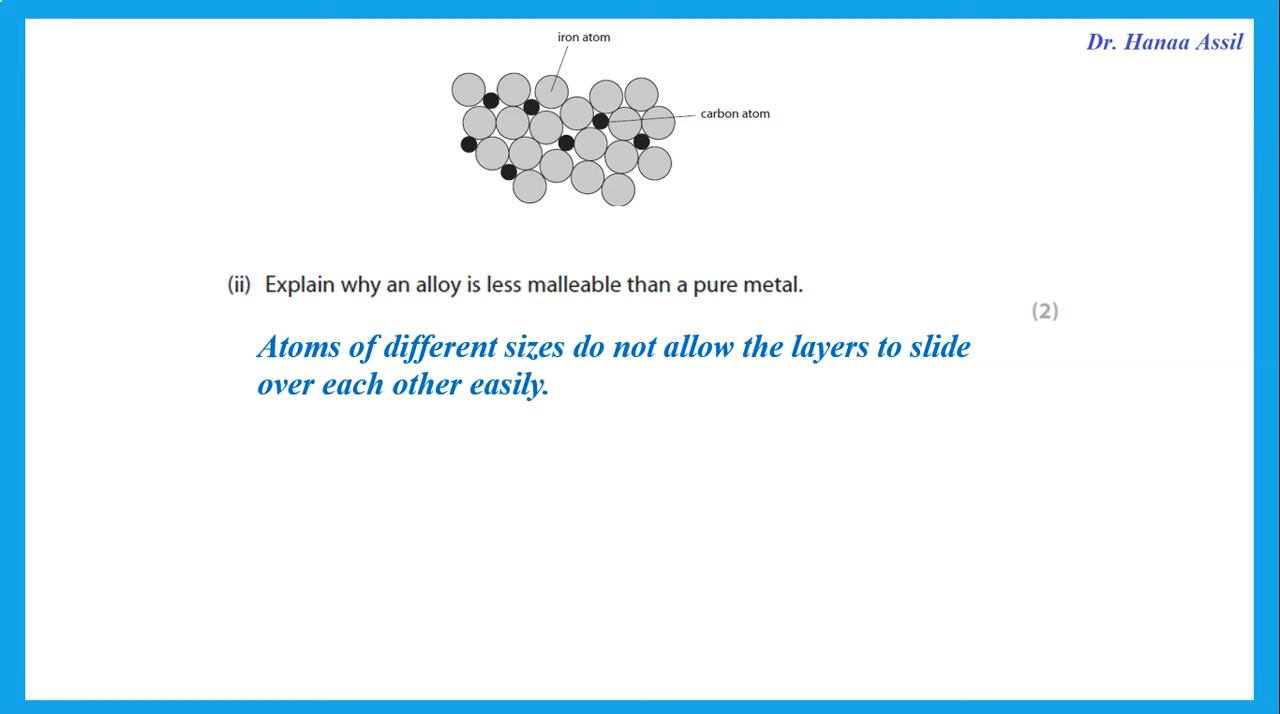 iron atom
Dr. Hanaa Assil
carbon atom
(ii) Explain why an alloy is less malleable than a pure metal.
(2)
Atoms of different sizes do not allow the layers to slide
over each other easily.